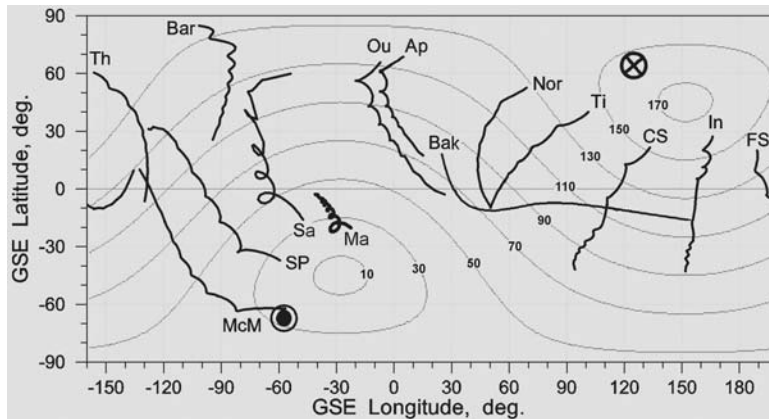 90
60
30
0
-30
-60
-90
GSE Latitude, deg.
Th
Bar
Ou
Ap
Nor
Ti
Bak
CS
In
FS
Sa
Ma
SP
McM
170
150
130
110
90
70
50
30
10
-150
-120
-90
-60
-30
0
30
60
90
120
150
180
GSE Longitude, deg.